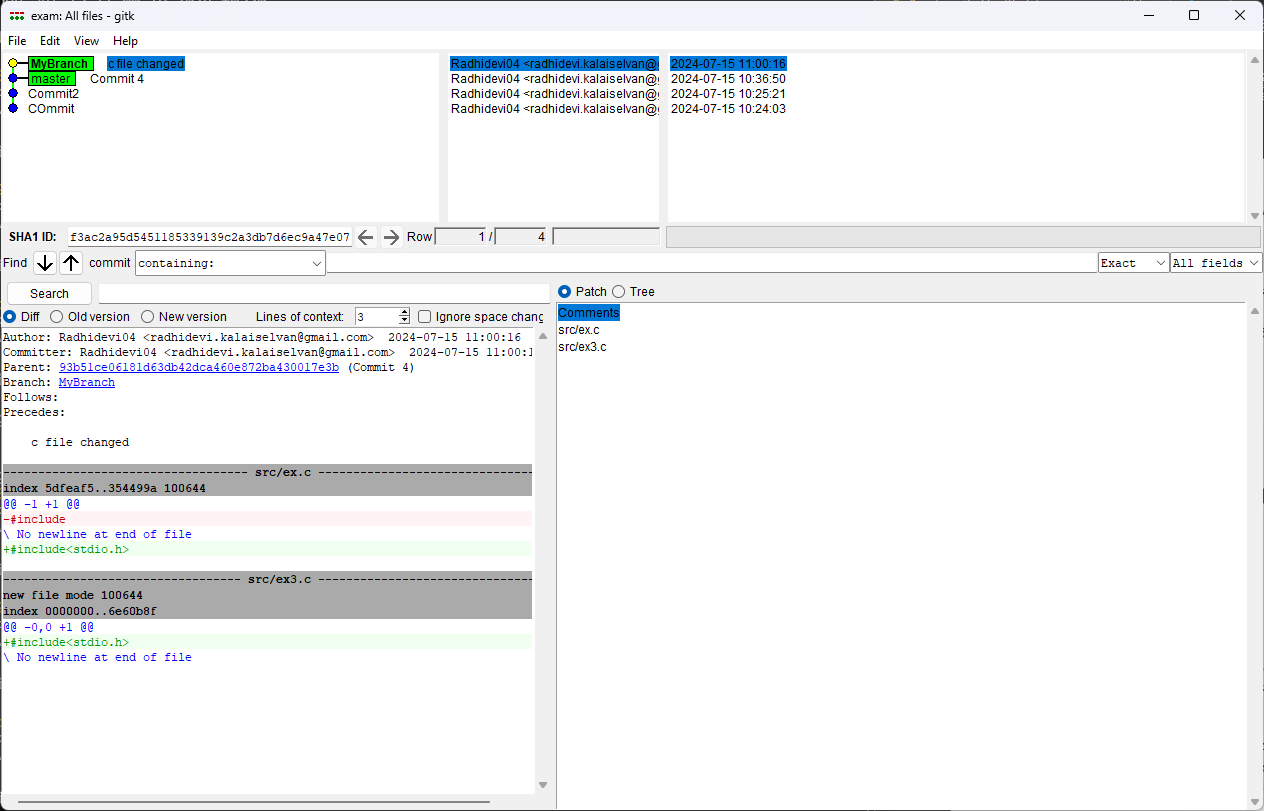 exam: All files - gitk
File Edit View Help
MyBranch c file changed Radhidevi04 <radhidevi.kalaiselvan@g 2024-07-15 11:00:16
master Commit 4 Radhidevi04 <radhidevi.kalaiselvan@g 2024-07-15 10:36:50
Commit2 Radhidevi04 <radhidevi.kalaiselvan@g 2024-07-15 10:25:21
COmmit Radhidevi04 <radhidevi.kalaiselvan@g 2024-07-15 10:24:03
SHA1 ID: f3ac2a95d5451185339139c2a3db7d6ec9a47e07 Row 1 / 4
Find commit containing: Exact All fields
Search
Patch Tree
Diff Old version New version Lines of context: 3 Ignore space chang
Comments
src/ex.c
src/ex3.c
Author: Radhidevi04 <radhidevi.kalaiselvan@gmail.com> 2024-07-15 11:00:16
Committer: Radhidevi04 <radhidevi.kalaiselvan@gmail.com> 2024-07-15 11:00:1
Parent: 93b51ce06181d63db42dca460e872ba430017e3b (Commit 4)
Branch: MyBranch
Follows:
Precedes:
c file changed
----------------------------------- src/ex.c -------------------------------
index 5dfeaf5..354499a 100644
@@ -1 +1 @@
-#include
\ No newline at end of file
+#include<stdio.h>
---------------------------------- src/ex3.c -------------------------------
new file mode 100644
index 0000000..6e60b8f
@@ -0,0 +1 @@
+#include<stdio.h>
\ No newline at end of file